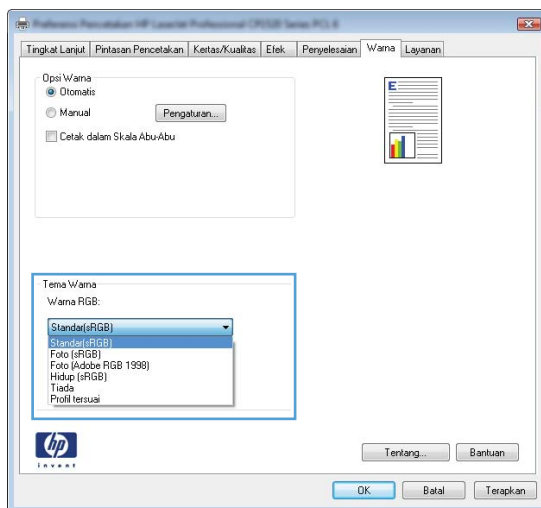 Tingkat Lanjut Pintasan Pencetakan Kertas/Kualitas Efek Penyelesaian Warna Layanan
Opsi Warna
Otomatis
Manual Pengaturan...
Cetak dalam Skala Abu-Abu
E
Tema Warna
Warna RGB:
Standar(sRGB)
Standar(sRGB)
Foto (sRGB)
Foto (Adobe RGB 1998)
Hidup (sRGB)
Tiada
Profil tersuai
hp
invent
Tentang... Bantuan
OK Batal Terapkan